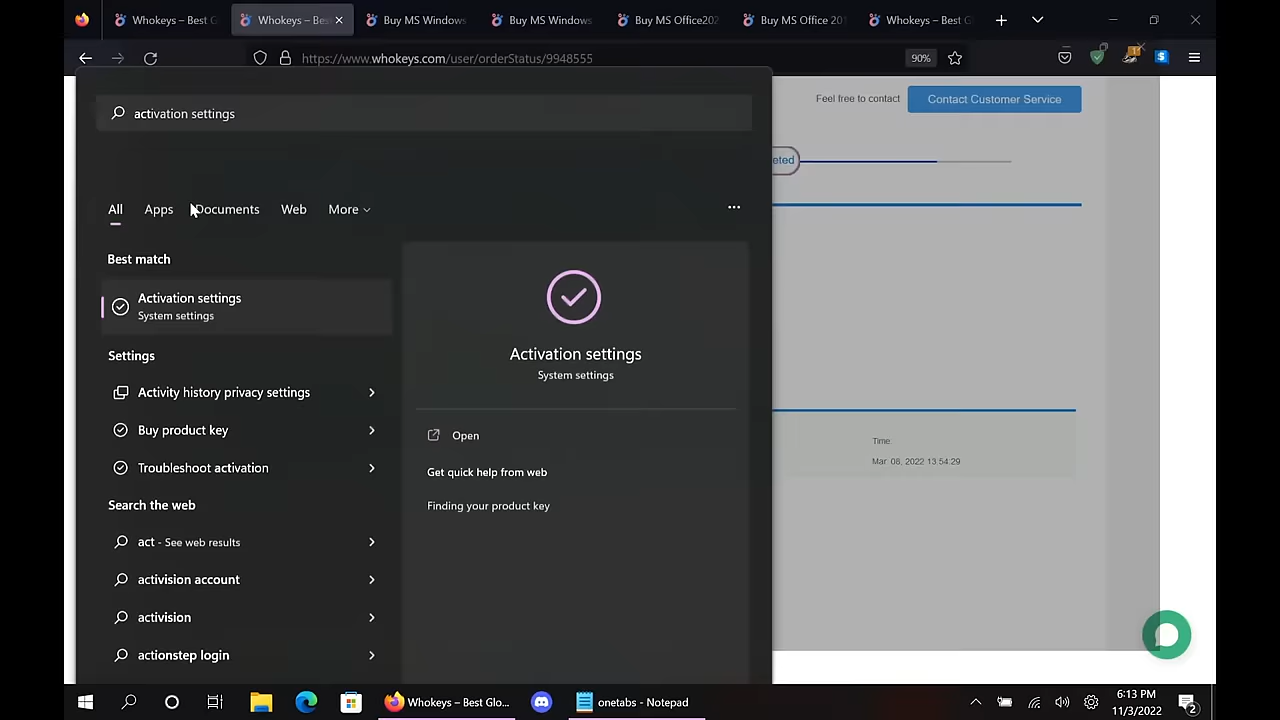 Whokeys – Best G
Whokeys – Bes
Buy MS Windows
Buy MS Windows
Buy MS Office202
Buy MS Office 201
Whokeys – Best G
https://www.whokeys.com/user/orderStatus/9948555
90%
activation settings
Feel free to contact
Contact Customer Service
eted
All
Apps
Documents
Web
More
Best match
Activation settings
System settings
Settings
Activity history privacy settings
Buy product key
Troubleshoot activation
Search the web
act - See web results
activision account
activision
actionstep login
Activation settings
System settings
Open
Get quick help from web
Finding your product key
Time:
Mar 08, 2022 13:54:29
Whokeys – Best Glo...
onetabs - Notepad
6:13 PM
11/3/2022
2